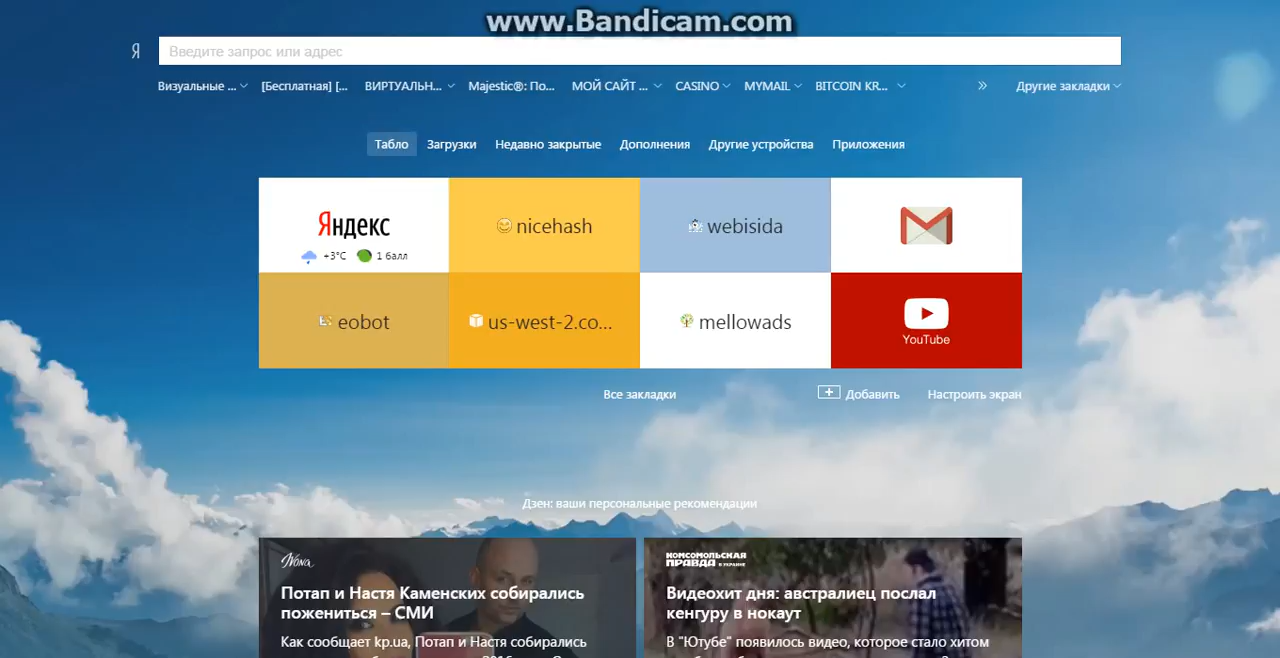 www.Bandicam.com
Я Введите запрос или адрес
Визуальные ... [Бесплатная] [... ВИРТУАЛЬН... Majestic®: По... МОЙ САЙТ ... CASINO MYMAIL BITCOIN KR... » Другие закладки
Табло Загрузки Недавно закрытые Дополнения Другие устройства Приложения
Яндекс nicehash webisida
+3°C 1 балл
eobot us-west-2.co... mellowads YouTube
Все закладки Добавить Настроить экран
Дзен: ваши персональные рекомендации
Nona
Потап и Настя Каменских собирались
пожениться – СМИ
Как сообщает kp.ua, Потап и Настя собирались
КОМСОМОЛЬСКАЯ
ПРАВДА В УКРАИНЕ
Видеохит дня: австралиец послал
кенгуру в нокаут
В "Ютубе" появилось видео, которое стало хитом